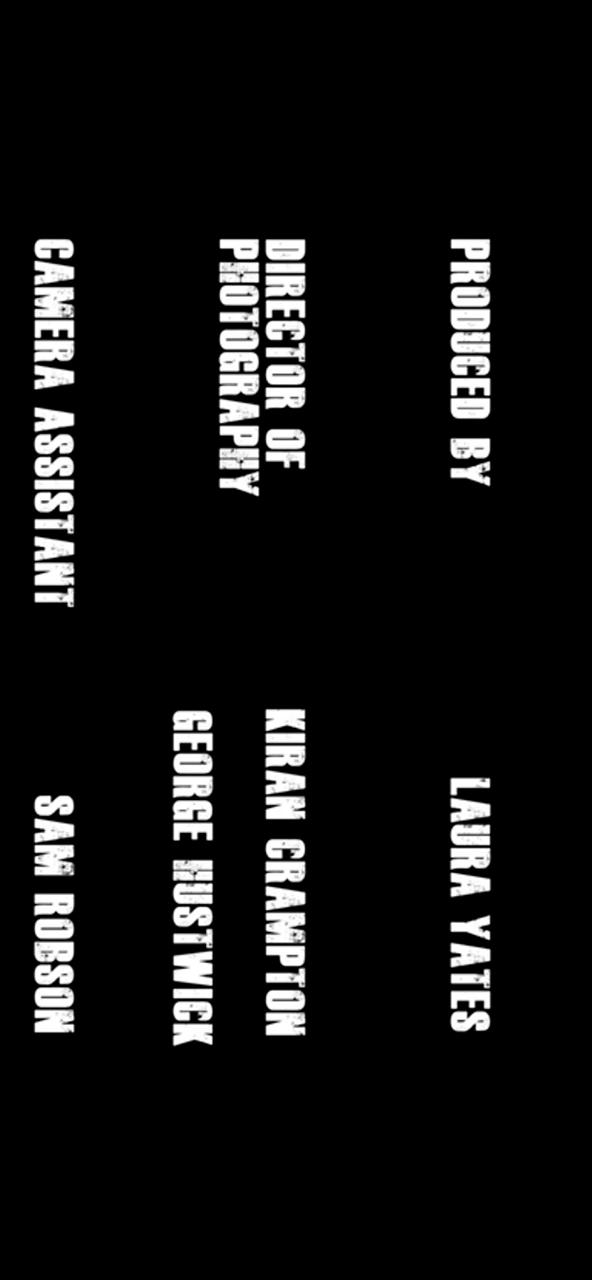 PRODUCED BY LAURA YATES
DIRECTOR OF KIRAN CRAMPTON
PHOTOGRAPHY
GEORGE HUSTWICK
CAMERA ASSISTANT SAM ROBSON